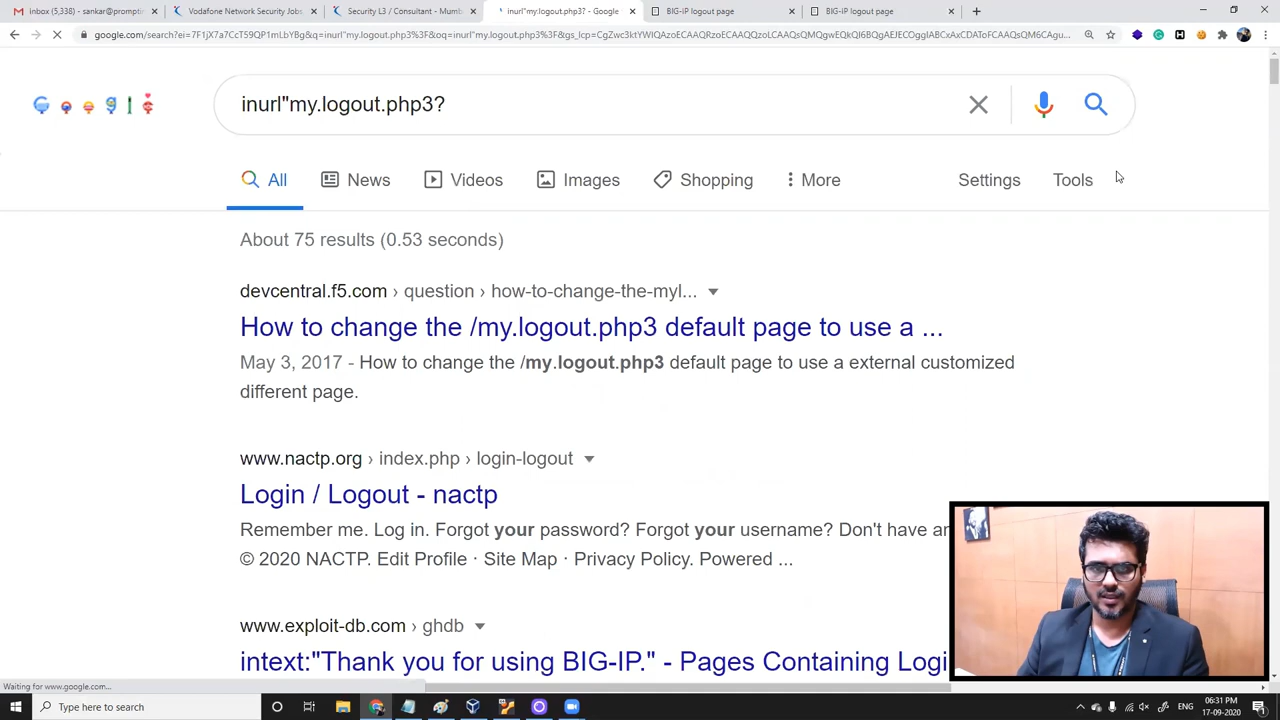 inbox (5,338) - sankar@prompti
Vodafone Network Security Jobs,
Security L3 / Consultant - Mumb
inurl"my.logout.php3? - Google
BIG-IP logout page
BIG-IP logout page
inurl"my.logout.php3?
All
News
Videos
Images
Shopping
More
Settings
Tools
About 75 results (0.53 seconds)
devcentral.f5.com › question › how-to-change-the-myl...
How to change the /my.logout.php3 default page to use a ...
May 3, 2017 - How to change the /my.logout.php3 default page to use a external customized
different page.
www.nactp.org › index.php › login-logout
Login / Logout - nactp
Remember me. Log in. Forgot your password? Forgot your username? Don't have an
© 2020 NACTP. Edit Profile · Site Map · Privacy Policy. Powered ...
www.exploit-db.com › ghdb
intext:"Thank you for using BIG-IP." - Pages Containing Logi
Waiting for www.google.com...
Type here to search
ENG
06:31 PM
17-09-2020